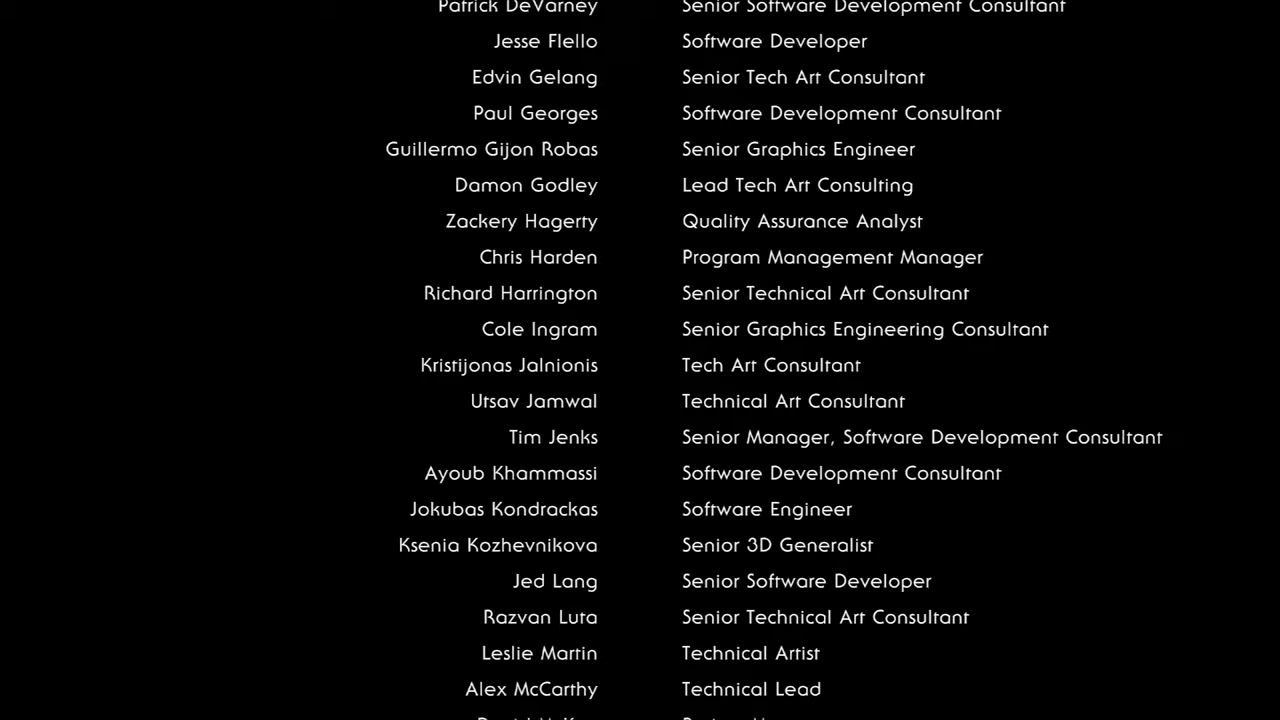 Patrick DeVarney Senior Software Development Consultant
Jesse Flello Software Developer
Edvin Gelang Senior Tech Art Consultant
Paul Georges Software Development Consultant
Guillermo Gijon Robas Senior Graphics Engineer
Damon Godley Lead Tech Art Consulting
Zackery Hagerty Quality Assurance Analyst
Chris Harden Program Management Manager
Richard Harrington Senior Technical Art Consultant
Cole Ingram Senior Graphics Engineering Consultant
Kristijonas Jalnionis Tech Art Consultant
Utsav Jamwal Technical Art Consultant
Tim Jenks Senior Manager, Software Development Consultant
Ayoub Khammassi Software Development Consultant
Jokubas Kondrackas Software Engineer
Ksenia Kozhevnikova Senior 3D Generalist
Jed Lang Senior Software Developer
Razvan Luta Senior Technical Art Consultant
Leslie Martin Technical Artist
Alex McCarthy Technical Lead